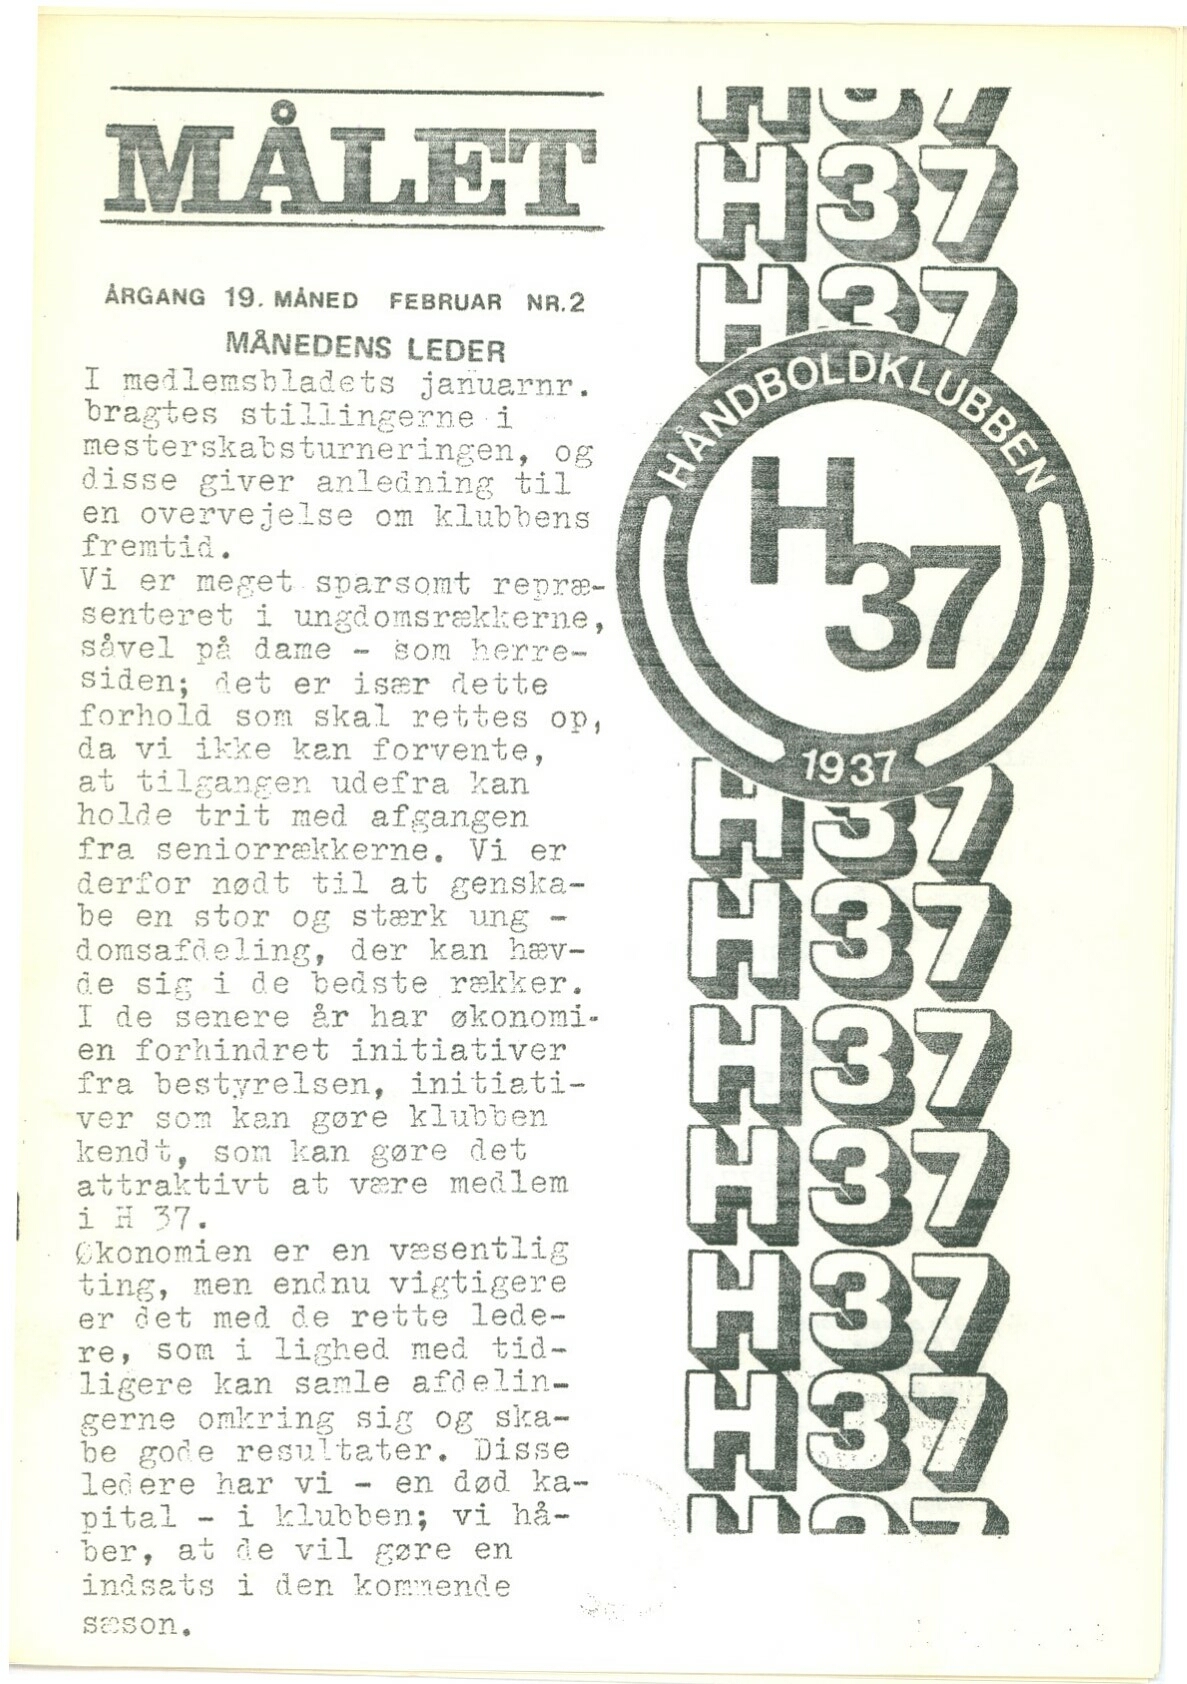 MÅLET
ÅRGANG 19. MÅNED FEBRUAR NR.2
MÅNEDENS LEDER
I medlemsbladets januarnr.
bragtes stillingerne i
mesterskabsturneringen, og
disse giver anledning til
en overvejelse om klubbens
fremtid.
Vi er meget sparsomt repræ-
senteret i ungdomsrækkerne,
såvel på dame - som herre-
siden; det er især dette
forhold som skal rettes op,
da vi ikke kan forvente,
at tilgangen udefra kan
holde trit med afgangen
fra seniorrækkerne. Vi er
derfor nødt til at genska-
be en stor og stærk ung -
domsafdeling, der kan hæv-
de sig i de bedste rækker.
I de senere år har økonomi-
en forhindret initiativer
fra bestyrelsen, initiati-
ver som kan gøre klubben
kendt, som kan gøre det
attraktivt at være medlem
i H 37.
Økonomien er en væsentlig
ting, men endnu vigtigere
er det med de rette lede-
re, som i lighed med tid-
ligere kan samle afdelin-
gerne omkring sig og ska-
be gode resultater. Disse
ledere har vi - en død ka-
pital - i klubben; vi hå-
ber, at de vil gøre en
indsats i den kommende
sæson.
H37
H37
H37
HÅNDBOLDKLUBBEN
H37
1937
H37
H37
H37
H37
H37
H37
H37